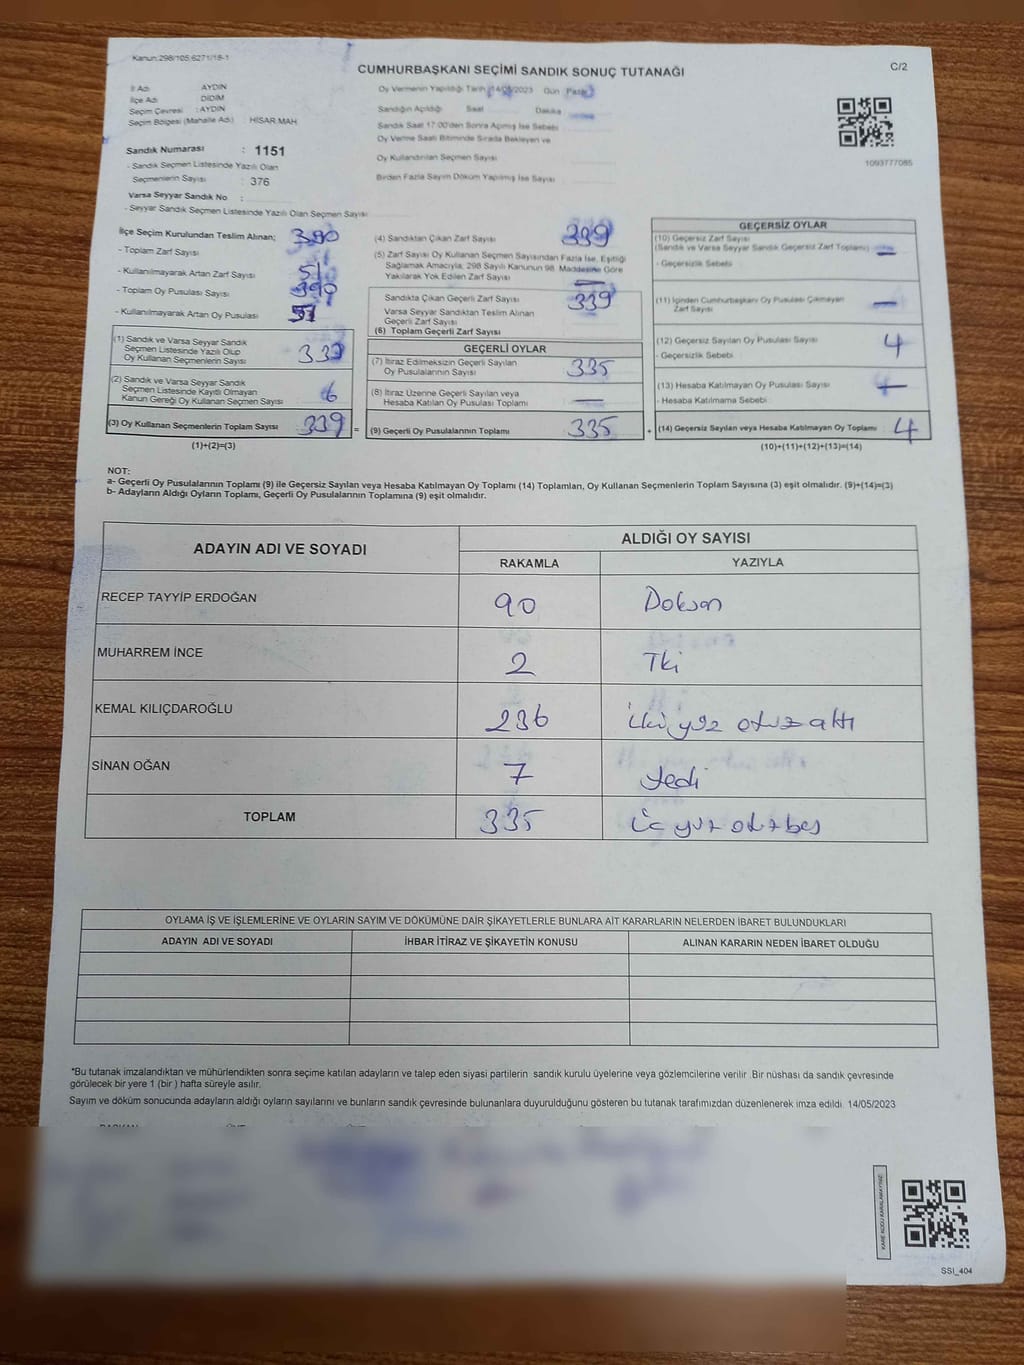 Kanun:298/105,6271/18-1
CUMHURBAŞKANI SEÇİMİ SANDIK SONUÇ TUTANAĞI
C/2
İl Adı AYDIN
İlçe Adı DİDİM
Seçim Çevresi : AYDIN
Seçim Bölgesi (Mahalle Adı) HİSAR MAH
Sandık Numarası : 1151
- Sandık Seçmen Listesinde Yazılı Olan
Seçmenlerin Sayısı : 376
Varsa Seyyar Sandık No :
- Seyyar Sandık Seçmen Listesinde Yazılı Olan Seçmen Sayısı
Oy Vermenin Yapıldığı Tarih 14/05/2023 Gün Pazar
Sandığın Açıldığı Saat Dakika
Sandık Saat 17:00'den Sonra Açılmış İse Sebebi
Oy Verme Saati Bitiminde Sırada Bekleyen ve
Oy Kullandırılan Seçmen Sayısı
Birden Fazla Sayım Döküm Yapılmış İse Sayısı
1093777085
İlçe Seçim Kurulundan Teslim Alınan;
- Toplam Zarf Sayısı 390
- Kullanılmayarak Artan Zarf Sayısı 51
- Toplam Oy Pusulası Sayısı 390
- Kullanılmayarak Artan Oy Pusulası 51
(1) Sandık ve Varsa Seyyar Sandık
Seçmen Listesinde Yazılı Olup
Oy Kullanan Seçmenlerin Sayısı
(2) Sandık ve Varsa Seyyar Sandık
Seçmen Listesinde Kayıtlı Olmayan
Kanun Gereği Oy Kullanan Seçmen Sayısı 6
(3) Oy Kullanan Seçmenlerin Toplam Sayısı 339 =
(1)+(2)=(3)
(4) Sandıktan Çıkan Zarf Sayısı 339
(5) Zarf Sayısı Oy Kullanan Seçmen Sayısından Fazla İse, Eşitliği
Sağlamak Amacıyla, 298 Sayılı Kanunun 98. Maddesine Göre
Yakılarak Yok Edilen Zarf Sayısı —
Sandıkta Çıkan Geçerli Zarf Sayısı 339
Varsa Seyyar Sandıktan Teslim Alınan
Geçerli Zarf Sayısı
(6) Toplam Geçerli Zarf Sayısı
GEÇERLİ OYLAR
(7) İtiraz Edilmeksizin Geçerli Sayılan
Oy Pusulalarının Sayısı 335
(8) İtiraz Üzerine Geçerli Sayılan veya
Hesaba Katılan Oy Pusulası Toplamı —
(9) Geçerli Oy Pusulalarının Toplamı 335 +
GEÇERSİZ OYLAR
(10) Geçersiz Zarf Sayısı
(Sandık ve Varsa Seyyar Sandık Geçersiz Zarf Toplamı) —
- Geçersizlik Sebebi
(11) İçinden Cumhurbaşkanı Oy Pusulası Çıkmayan
Zarf Sayısı —
(12) Geçersiz Sayılan Oy Pusulası Sayısı 4
- Geçersizlik Sebebi
(13) Hesaba Katılmayan Oy Pusulası Sayısı
- Hesaba Katılmama Sebebi
(14) Geçersiz Sayılan veya Hesaba Katılmayan Oy Toplamı 4
(10)+(11)+(12)+(13)=(14)
NOT:
a- Geçerli Oy Pusulalarının Toplamı (9) ile Geçersiz Sayılan veya Hesaba Katılmayan Oy Toplamı (14) Toplamları, Oy Kullanan Seçmenlerin Toplam Sayısına (3) eşit olmalıdır. (9)+(14)=(3)
b- Adayların Aldığı Oyların Toplamı, Geçerli Oy Pusulalarının Toplamına (9) eşit olmalıdır.
ADAYIN ADI VE SOYADI ALDIĞI OY SAYISI
RAKAMLA YAZIYLA
RECEP TAYYİP ERDOĞAN 90 Doksan
MUHARREM İNCE 2 İki
KEMAL KILIÇDAROĞLU 236 iki yüz otuz altı
SİNAN OĞAN 7 yedi
TOPLAM 335 üç yüz otuz beş
OYLAMA İŞ VE İŞLEMLERİNE VE OYLARIN SAYIM VE DÖKÜMÜNE DAİR ŞİKAYETLERLE BUNLARA AİT KARARLARIN NELERDEN İBARET BULUNDUKLARI
ADAYIN ADI VE SOYADI İHBAR İTİRAZ VE ŞİKAYETİN KONUSU ALINAN KARARIN NEDEN İBARET OLDUĞU
*Bu tutanak imzalandıktan ve mühürlendikten sonra seçime katılan adayların ve talep eden siyasi partilerin sandık kurulu üyelerine veya gözlemcilerine verilir .Bir nüshası da sandık çevresinde
görülecek bir yere 1 (bir ) hafta süreyle asılır.
Sayım ve döküm sonucunda adayların aldığı oyların sayılarını ve bunların sandık çevresinde bulunanlara duyurulduğunu gösteren bu tutanak tarafımızdan düzenlenerek imza edildi. 14/05/2023
KARE KODU KARALAMAYINIZ
SSI_404